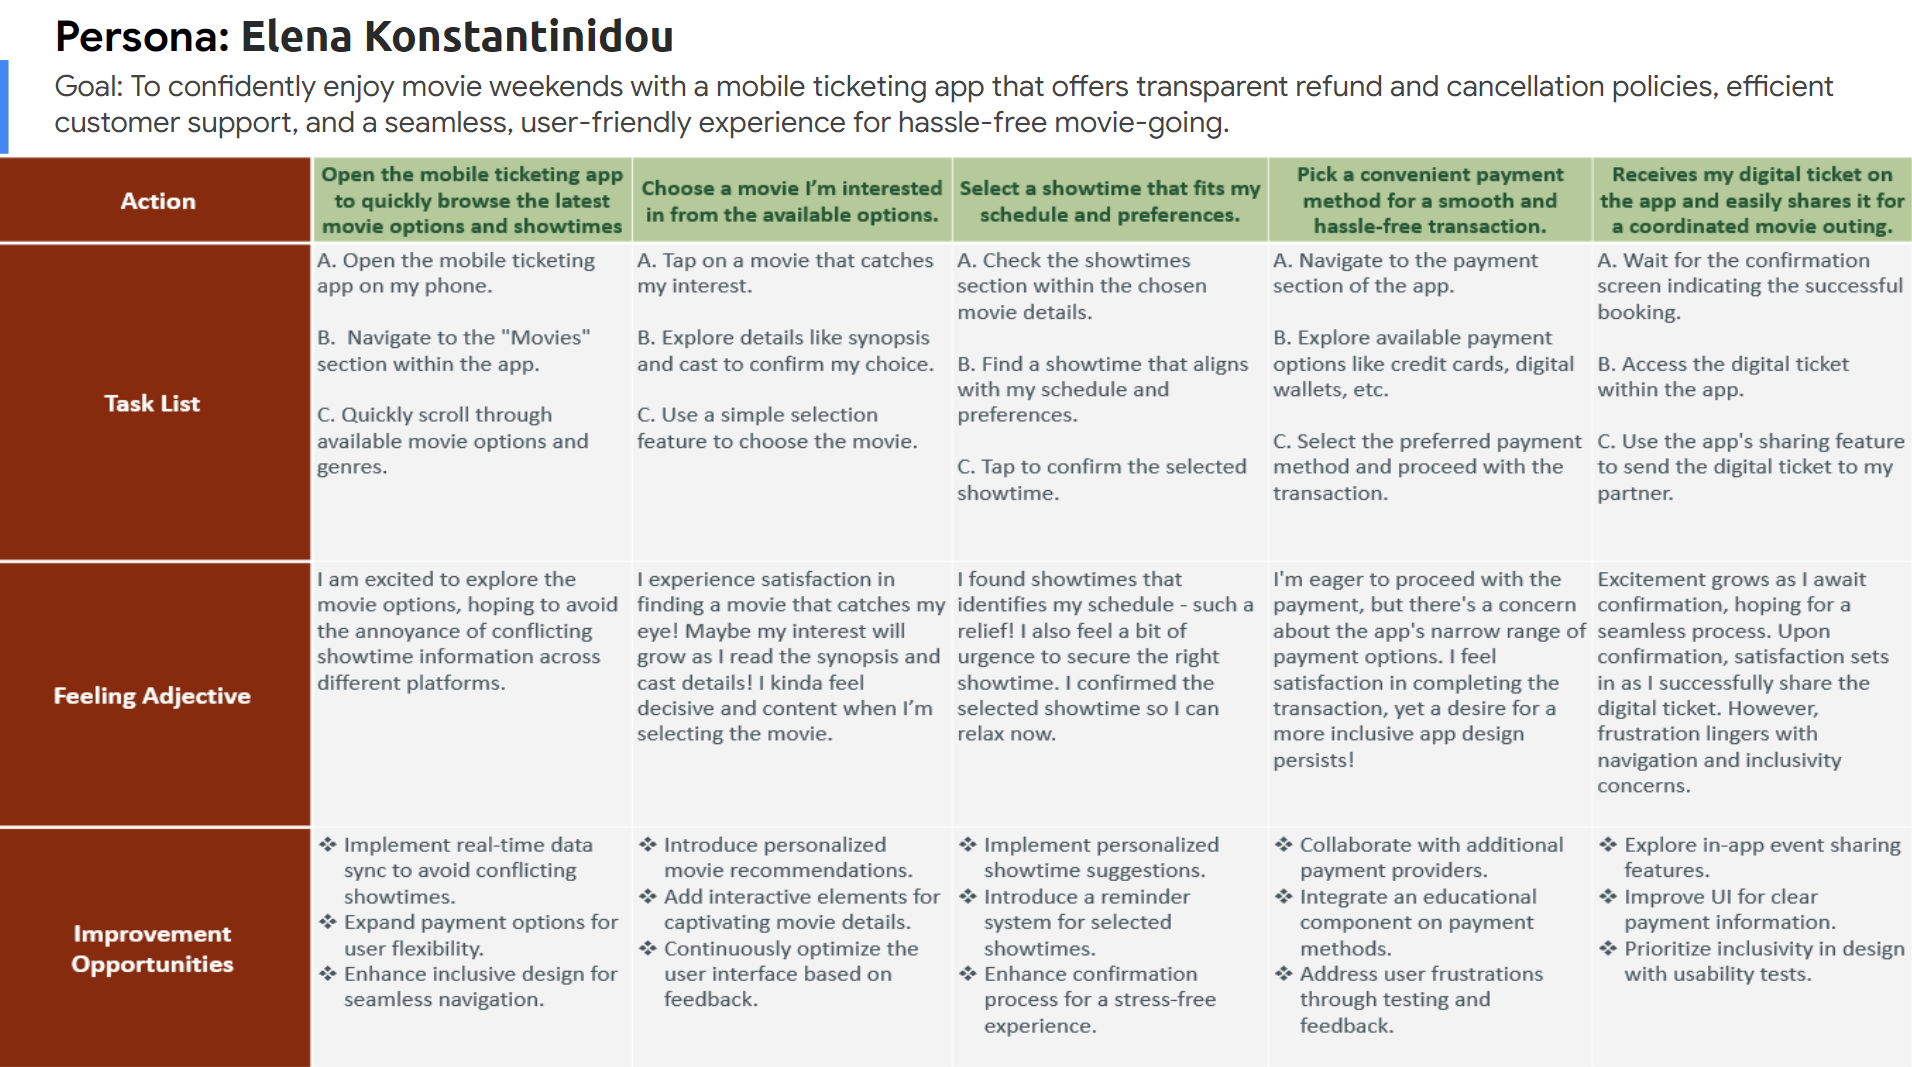 Persona: Elena Konstantinidou
Goal: To confidently enjoy movie weekends with a mobile ticketing app that offers transparent refund and cancellation policies, efficient
customer support, and a seamless, user-friendly experience for hassle-free movie-going.
Action
Open the mobile ticketing app
to quickly browse the latest
movie options and showtimes
Choose a movie I’m interested
in from the available options.
Select a showtime that fits my
schedule and preferences.
Pick a convenient payment
method for a smooth and
hassle-free transaction.
Receives my digital ticket on
the app and easily shares it for
a coordinated movie outing.
Task List
A. Open the mobile ticketing
app on my phone.
B. Navigate to the "Movies"
section within the app.
C. Quickly scroll through
available movie options and
genres.
A. Tap on a movie that catches
my interest.
B. Explore details like synopsis
and cast to confirm my choice.
C. Use a simple selection
feature to choose the movie.
A. Check the showtimes
section within the chosen
movie details.
B. Find a showtime that aligns
with my schedule and
preferences.
C. Tap to confirm the selected
showtime.
A. Navigate to the payment
section of the app.
B. Explore available payment
options like credit cards, digital
wallets, etc.
C. Select the preferred payment
method and proceed with the
transaction.
A. Wait for the confirmation
screen indicating the successful
booking.
B. Access the digital ticket
within the app.
C. Use the app's sharing feature
to send the digital ticket to my
partner.
Feeling Adjective
I am excited to explore the
movie options, hoping to avoid
the annoyance of conflicting
showtime information across
different platforms.
I experience satisfaction in
finding a movie that catches my
eye! Maybe my interest will
grow as I read the synopsis and
cast details! I kinda feel
decisive and content when I’m
selecting the movie.
I found showtimes that
identifies my schedule - such a
relief! I also feel a bit of
urgence to secure the right
showtime. I confirmed the
selected showtime so I can
relax now.
I'm eager to proceed with the
payment, but there's a concern
about the app's narrow range of
payment options. I feel
satisfaction in completing the
transaction, yet a desire for a
more inclusive app design
persists!
Excitement grows as I await
confirmation, hoping for a
seamless process. Upon
confirmation, satisfaction sets
in as I successfully share the
digital ticket. However,
frustration lingers with
navigation and inclusivity
concerns.
Improvement
Opportunities
❖ Implement real-time data
sync to avoid conflicting
showtimes.
❖ Expand payment options for
user flexibility.
❖ Enhance inclusive design for
seamless navigation.
❖ Introduce personalized
movie recommendations.
❖ Add interactive elements for
captivating movie details.
❖ Continuously optimize the
user interface based on
feedback.
❖ Implement personalized
showtime suggestions.
❖ Introduce a reminder
system for selected
showtimes.
❖ Enhance confirmation
process for a stress-free
experience.
❖ Collaborate with additional
payment providers.
❖ Integrate an educational
component on payment
methods.
❖ Address user frustrations
through testing and
feedback.
❖ Explore in-app event sharing
features.
❖ Improve UI for clear
payment information.
❖ Prioritize inclusivity in design
with usability tests.